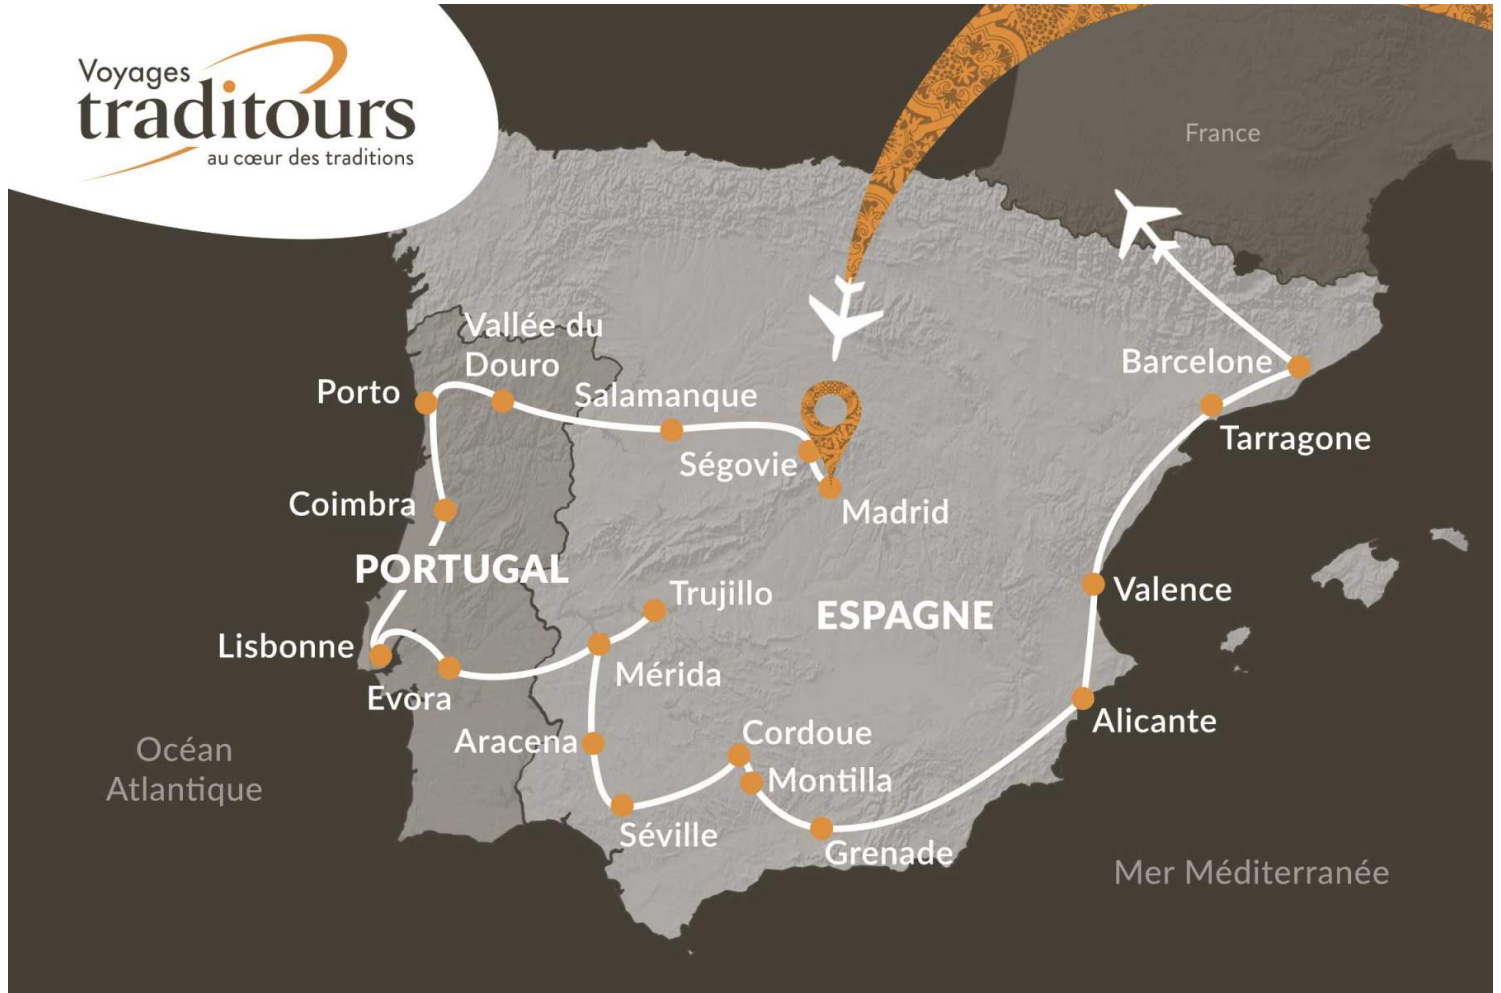 Voyages
traditours
au cœur des traditions
France
Vallée du
Douro
Porto
Salamanque
Barcelone
Ségovie
Tarragone
Coimbra
Madrid
PORTUGAL
Trujillo
Valence
ESPAGNE
Lisbonne
Mérida
Evora
Alicante
Cordoue
Aracena
Océan
Atlantique
Montilla
Séville
Grenade
Mer Méditerranée